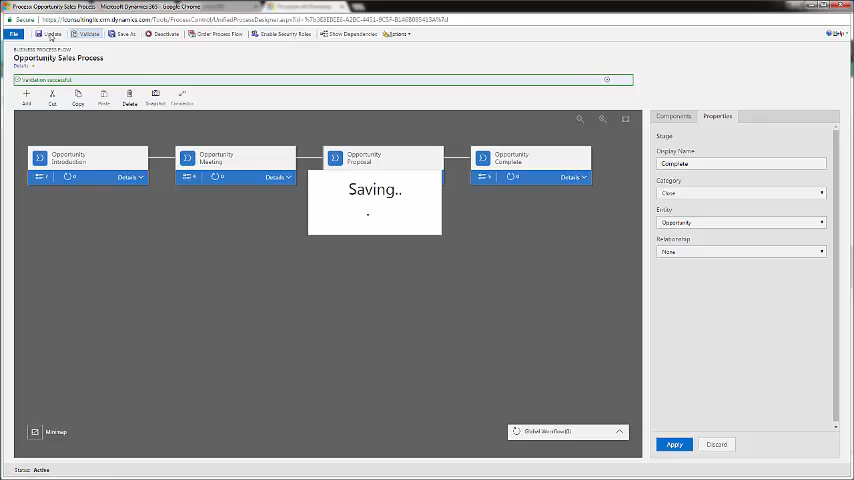 Process: Opportunity Sales Process - Microsoft Dynamics 365 - Google Chrome
Secure
File Update Validate Save As Deactivate Order Process Flow Enable Security Roles Show Dependencies Actions Help
BUSINESS PROCESS FLOW
Opportunity Sales Process
Details
Validation successful.
Add Cut Copy Paste Delete Snapshot Connector
Components Properties
Stage
Display Name
Complete
Category
Close
Entity
Opportunity
Relationship
None
Opportunity
Introduction
Details
Opportunity
Meeting
Details
Opportunity
Proposal
Opportunity
Complete
Details
Saving..
.
Minimap
Global Workflow(0)
Apply Discard
Status: Active